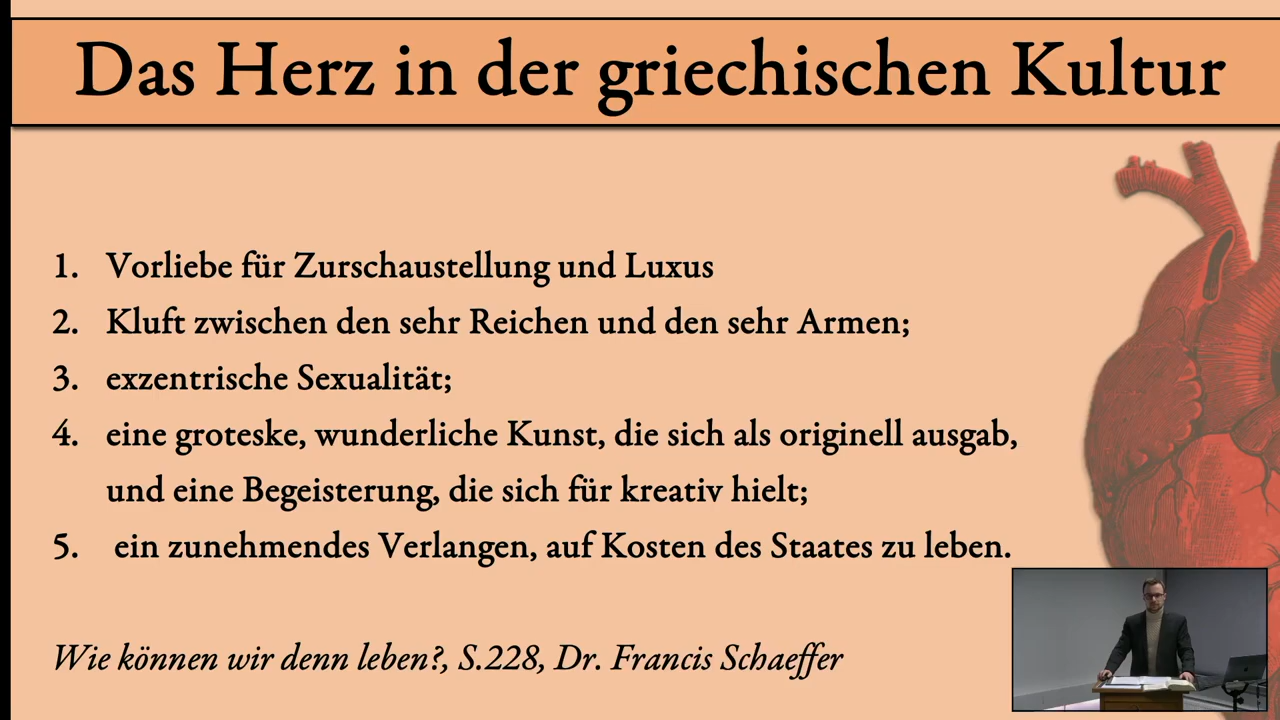 Das Herz in der griechischen Kultur
1. Vorliebe für Zurschaustellung und Luxus
2. Kluft zwischen den sehr Reichen und den sehr Armen;
3. exzentrische Sexualität;
4. eine groteske, wunderliche Kunst, die sich als originell ausgab,
und eine Begeisterung, die sich für kreativ hielt;
5. ein zunehmendes Verlangen, auf Kosten des Staates zu leben.
Wie können wir denn leben?, S.228, Dr. Francis Schaeffer